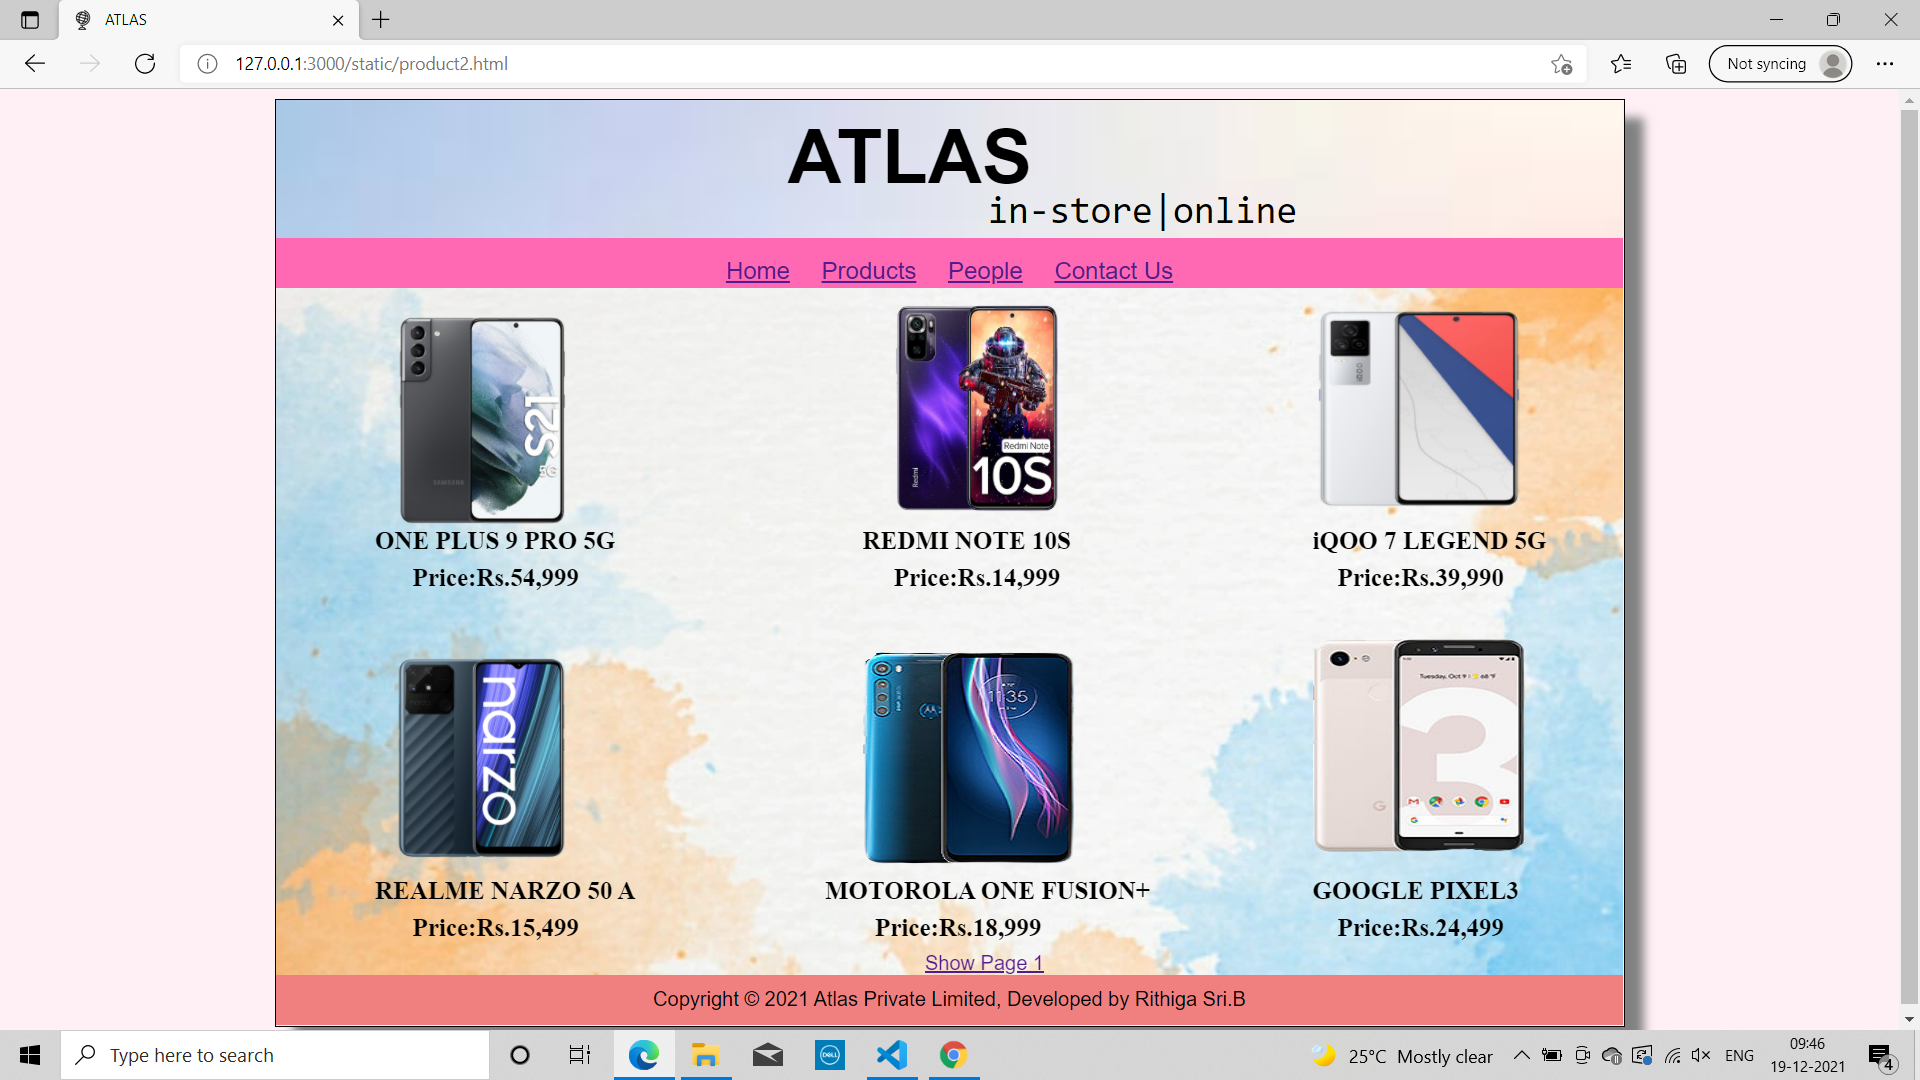 ATLAS
127.0.0.1:3000/static/product2.html
Not syncing
ATLAS
in-store|online
Home Products People Contact Us
S21
5G
SAMSUNG
Redmi
Redmi Note
10S
iQOO
ONE PLUS 9 PRO 5G REDMI NOTE 10S iQOO 7 LEGEND 5G
Price:Rs.54,999 Price:Rs.14,999 Price:Rs.39,990
narzo
11:35
Tuesday, Oct 9 | 68 °F
3
G
REALME NARZO 50 A MOTOROLA ONE FUSION+ GOOGLE PIXEL3
Price:Rs.15,499 Price:Rs.18,999 Price:Rs.24,499
Show Page 1
Copyright © 2021 Atlas Private Limited, Developed by Rithiga Sri.B
Type here to search
DELL
25°C Mostly clear
ENG
09:46
19-12-2021
4